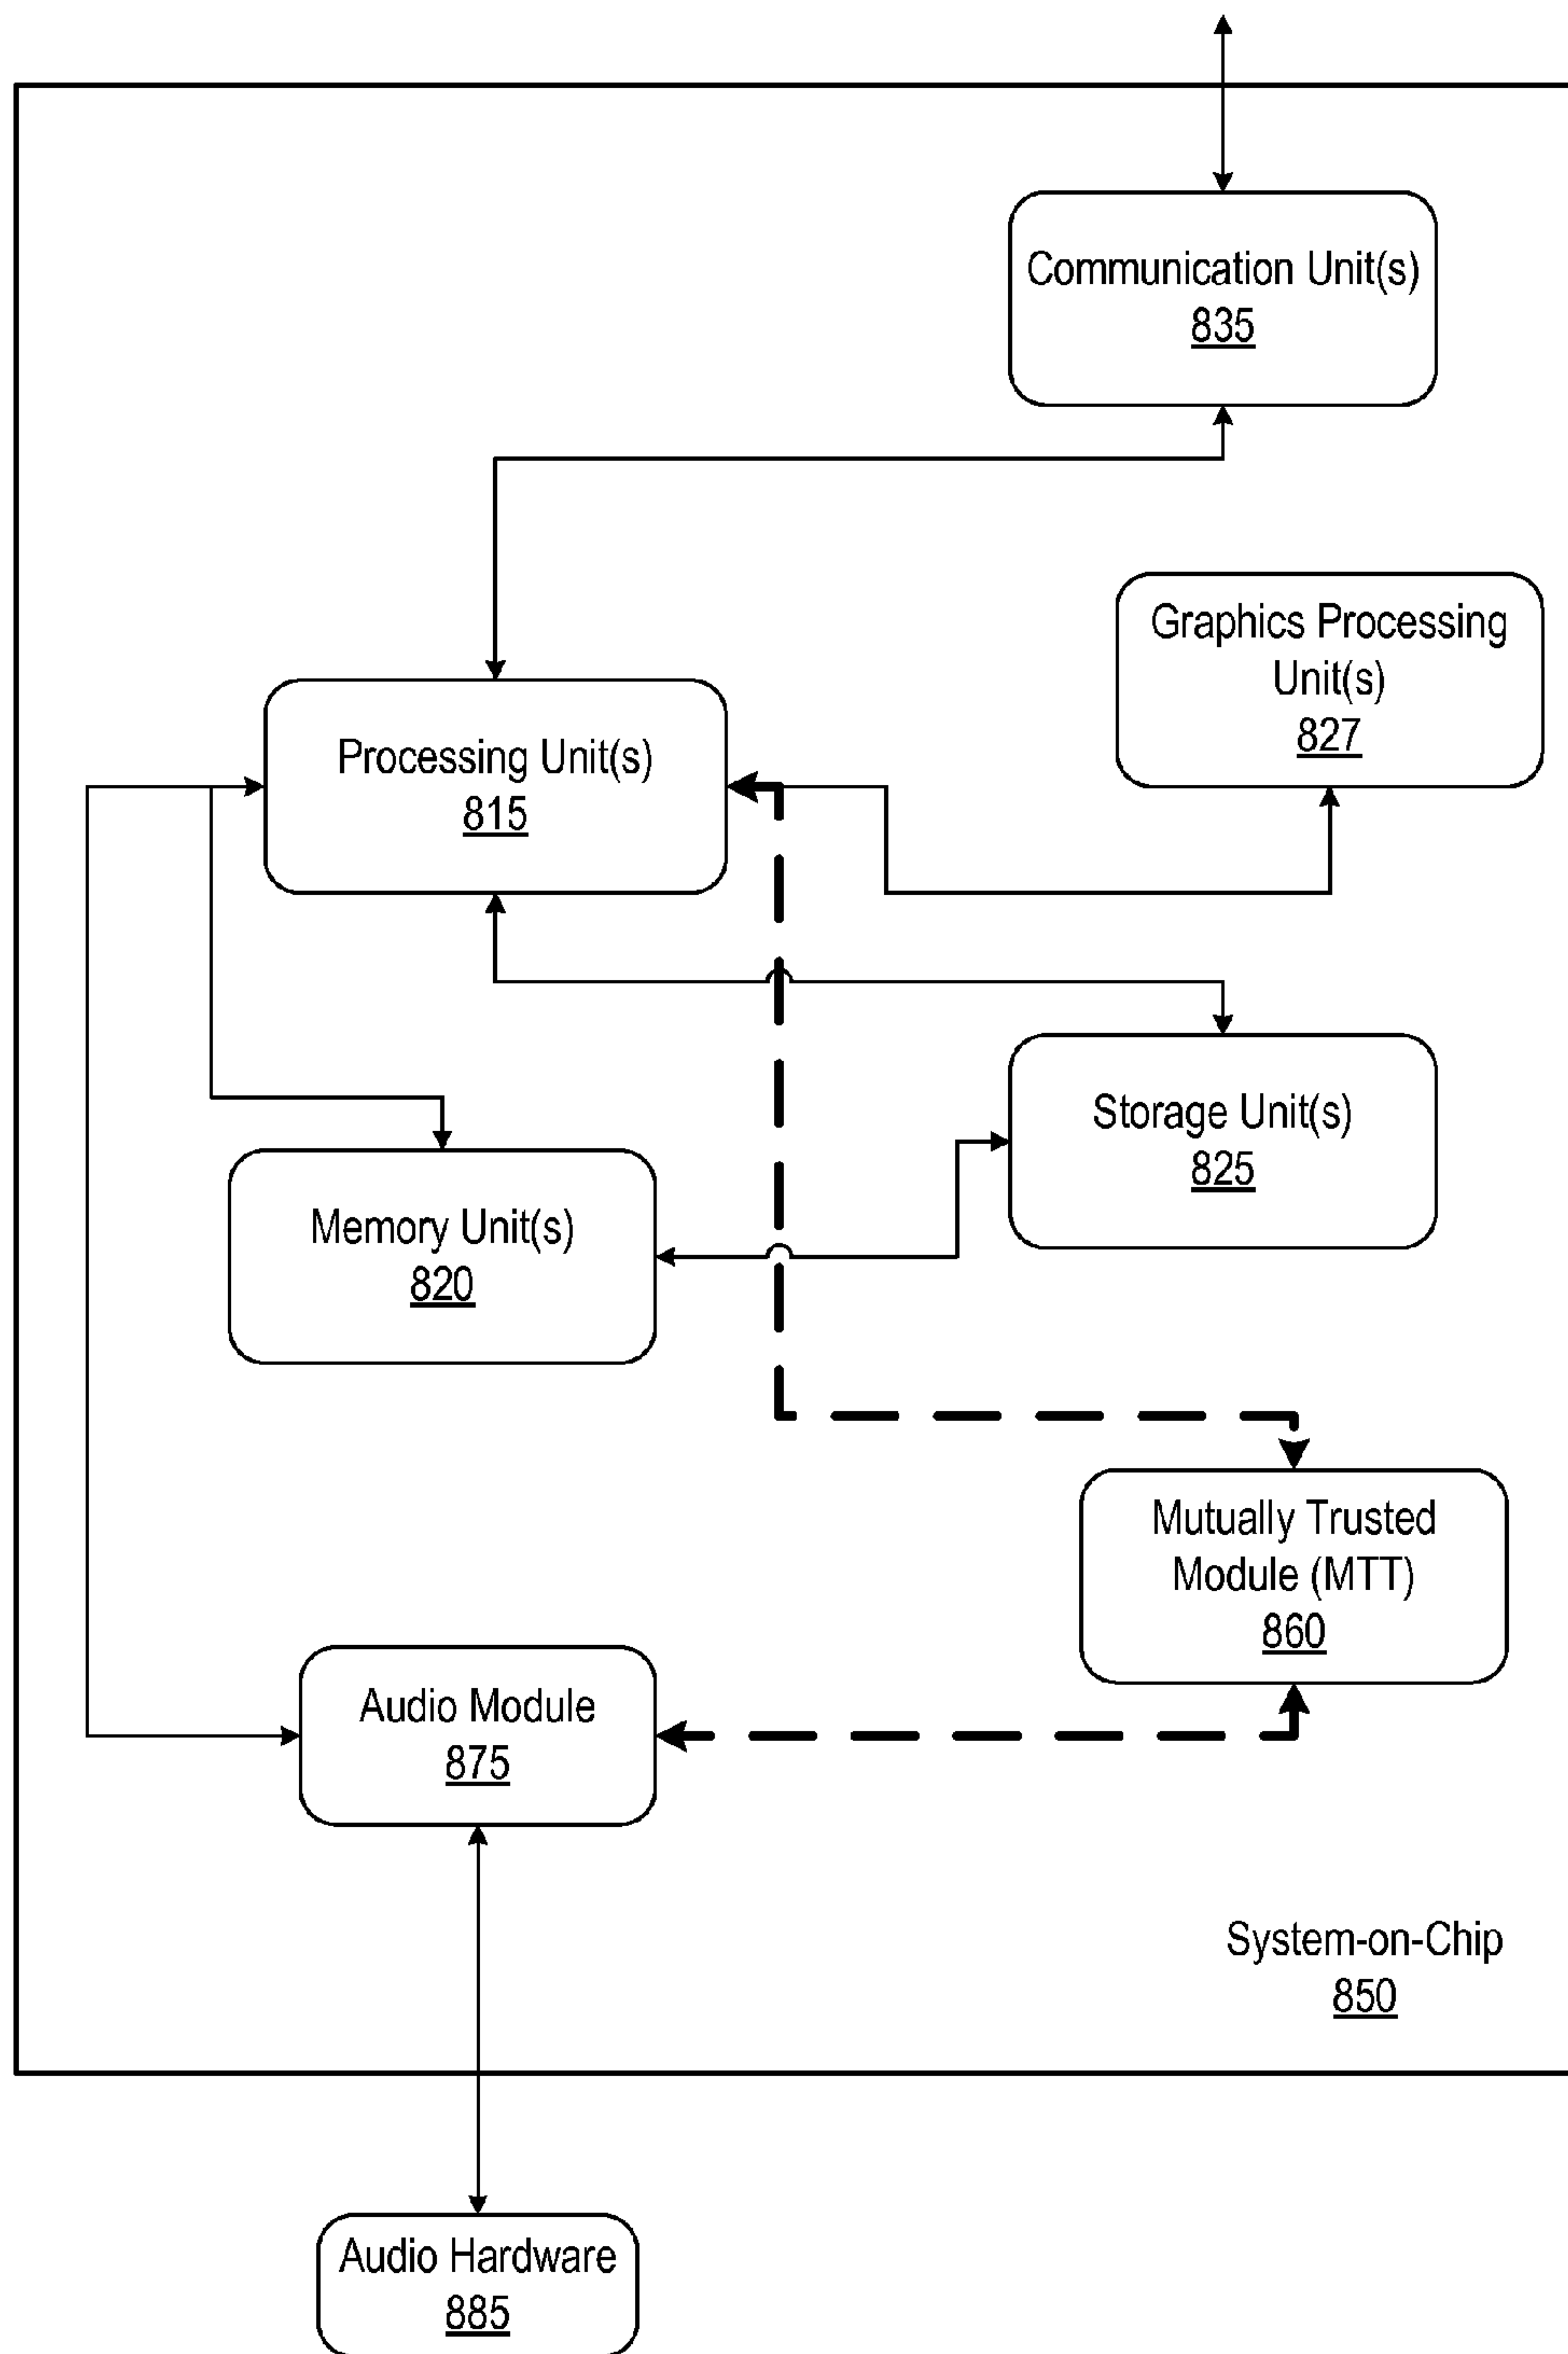 Communication Unit(s)
835
Graphics Processing
Unit(s)
827
Processing Unit(s)
815
Storage Unit(s)
825
Memory Unit(s)
820
Mutually Trusted
Module (MTT)
860
Audio Module
875
System-on-Chip
850
Audio Hardware
885